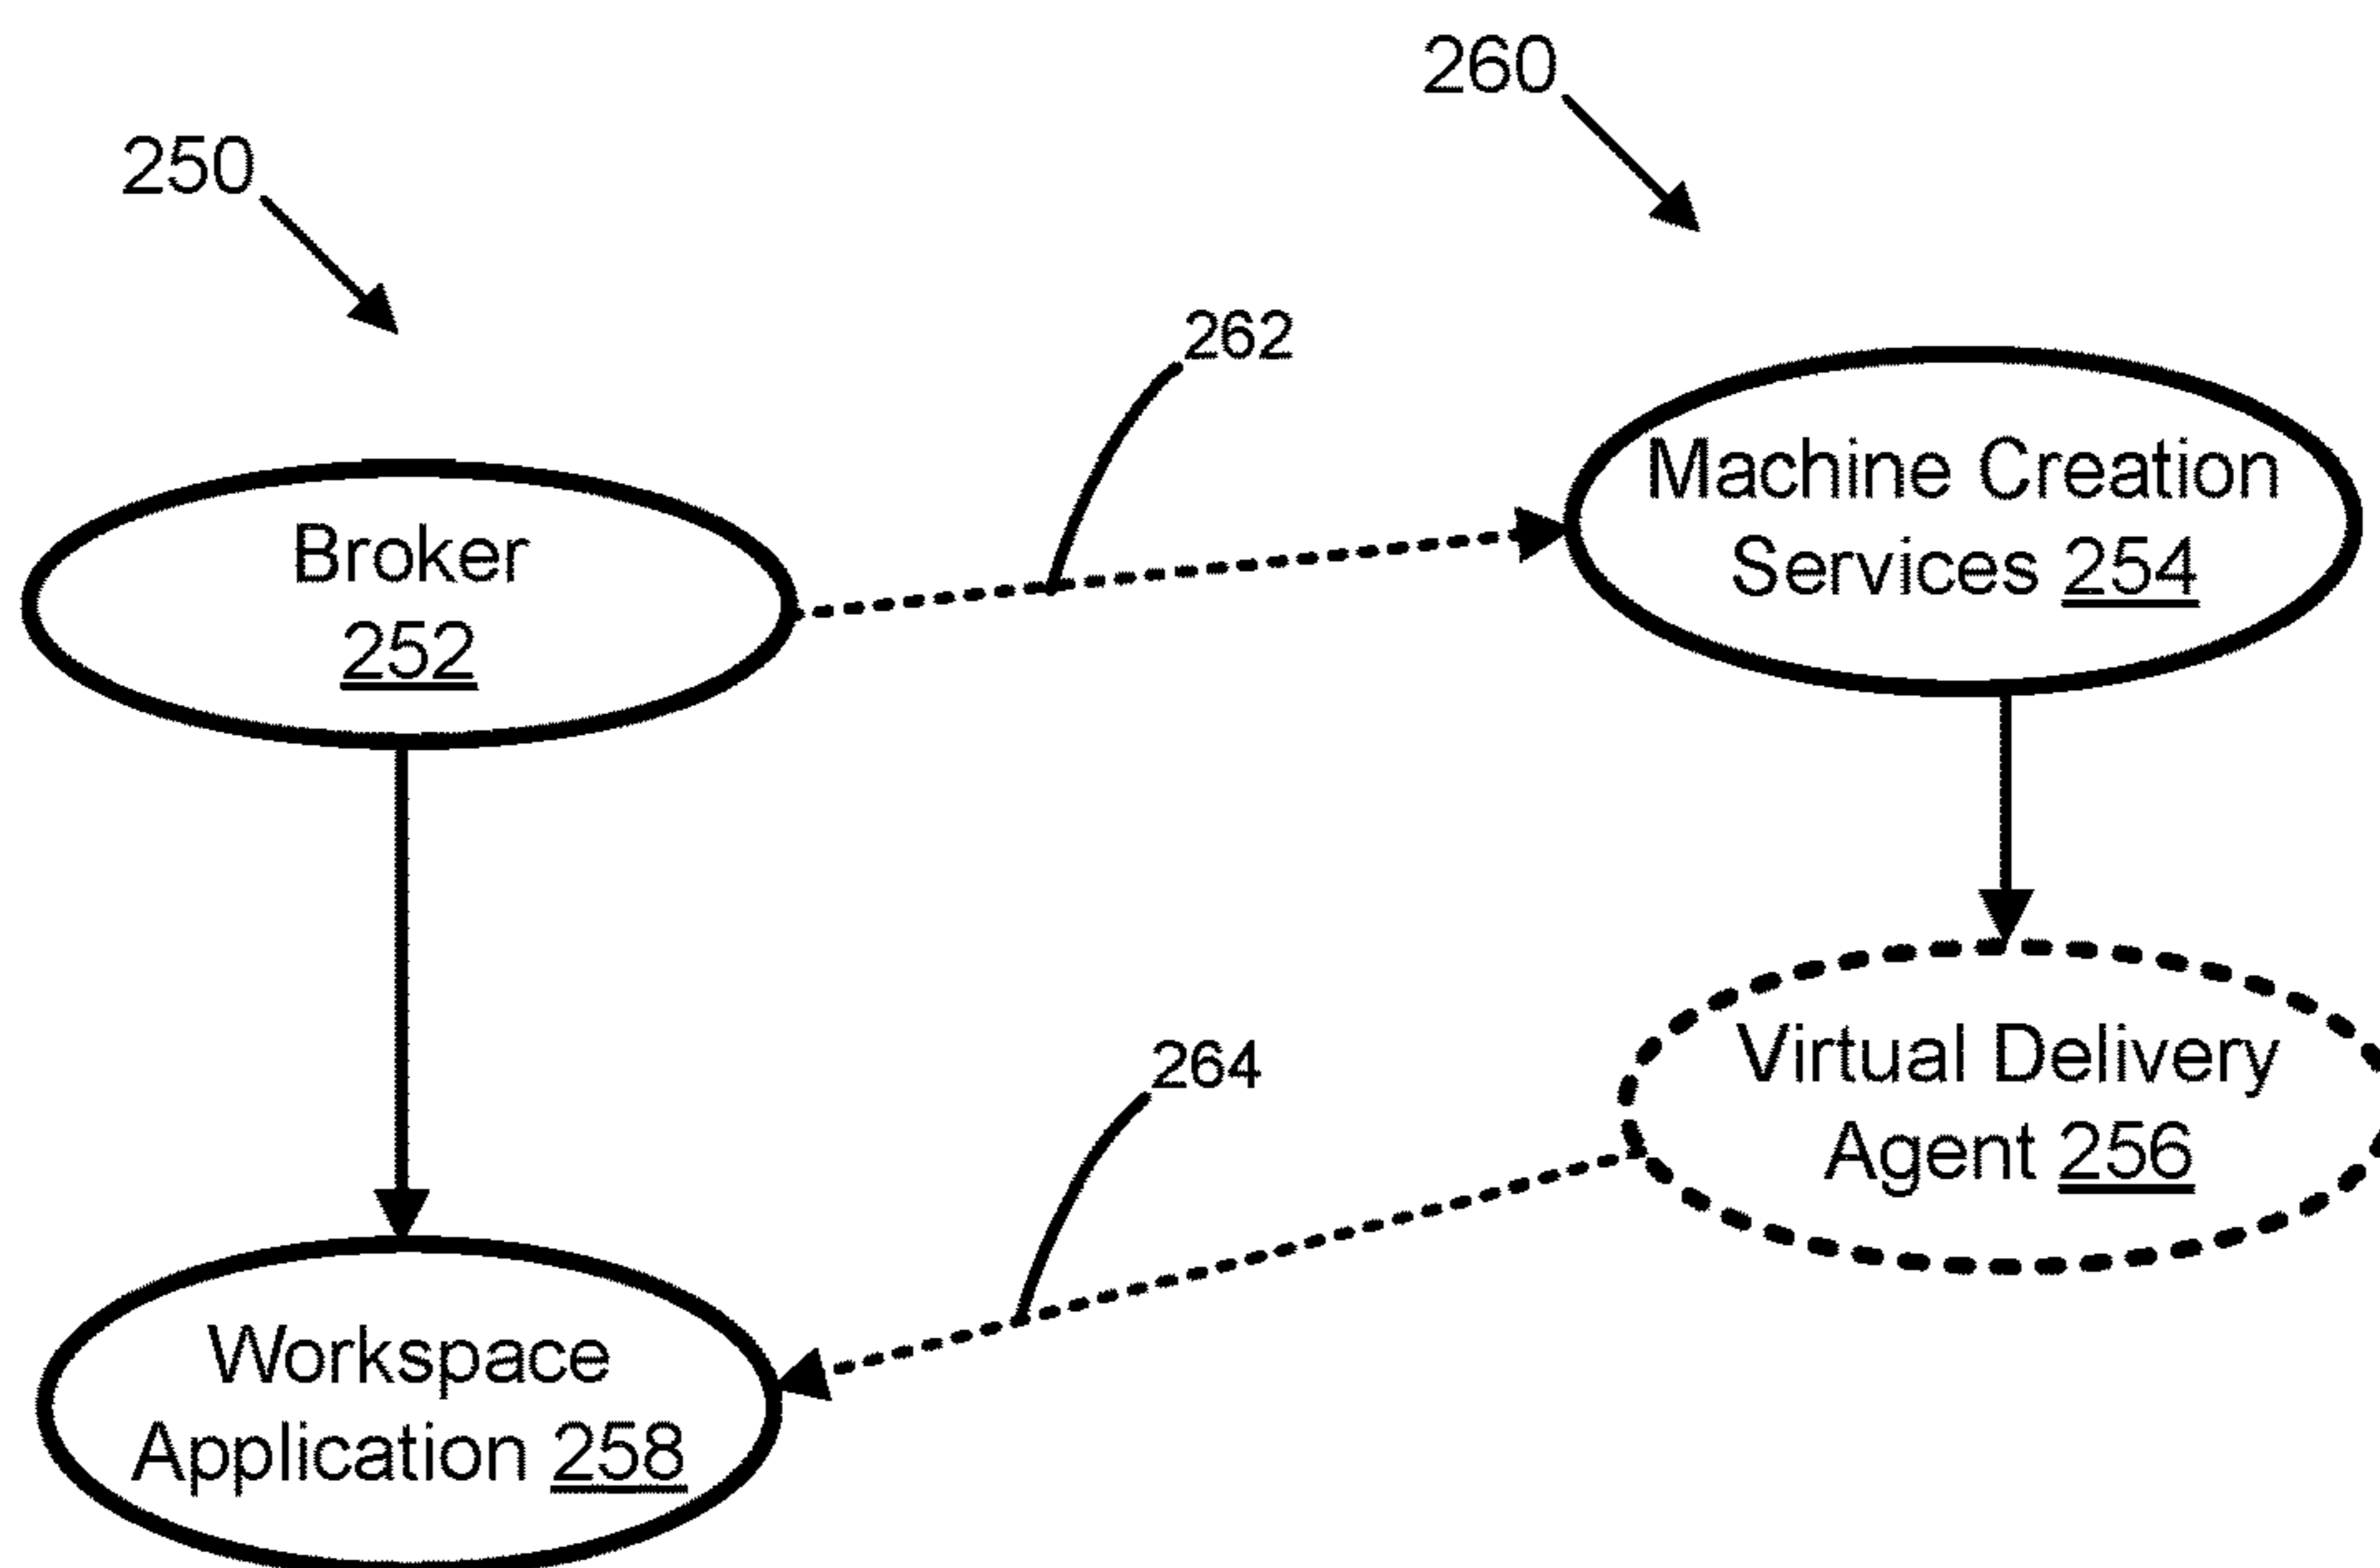 260
250
262
Machine Creation
Services 254
Broker
252
264
Virtual Delivery
Agent 256
Workspace
Application 258